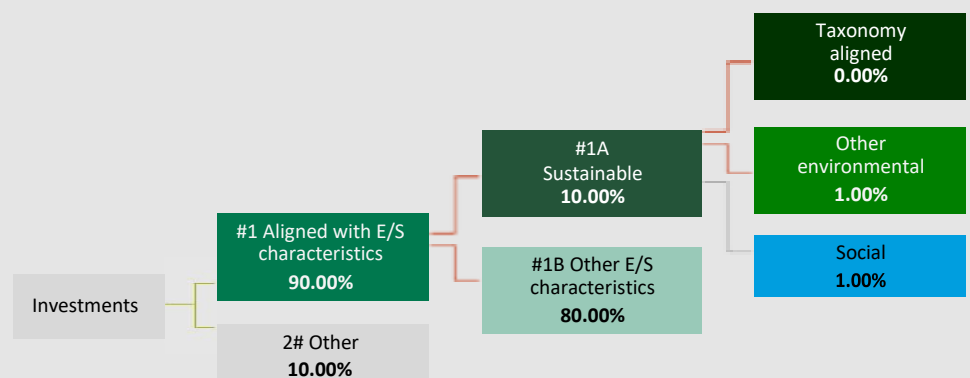 Investments
#1 Aligned with E/S
characteristics
90.00%
2# Other
10.00%
#1A
Sustainable
10.00%
#1B Other E/S
characteristics
80.00%
Taxonomy
aligned
0.00%
Other
environmental
1.00%
Social
1.00%